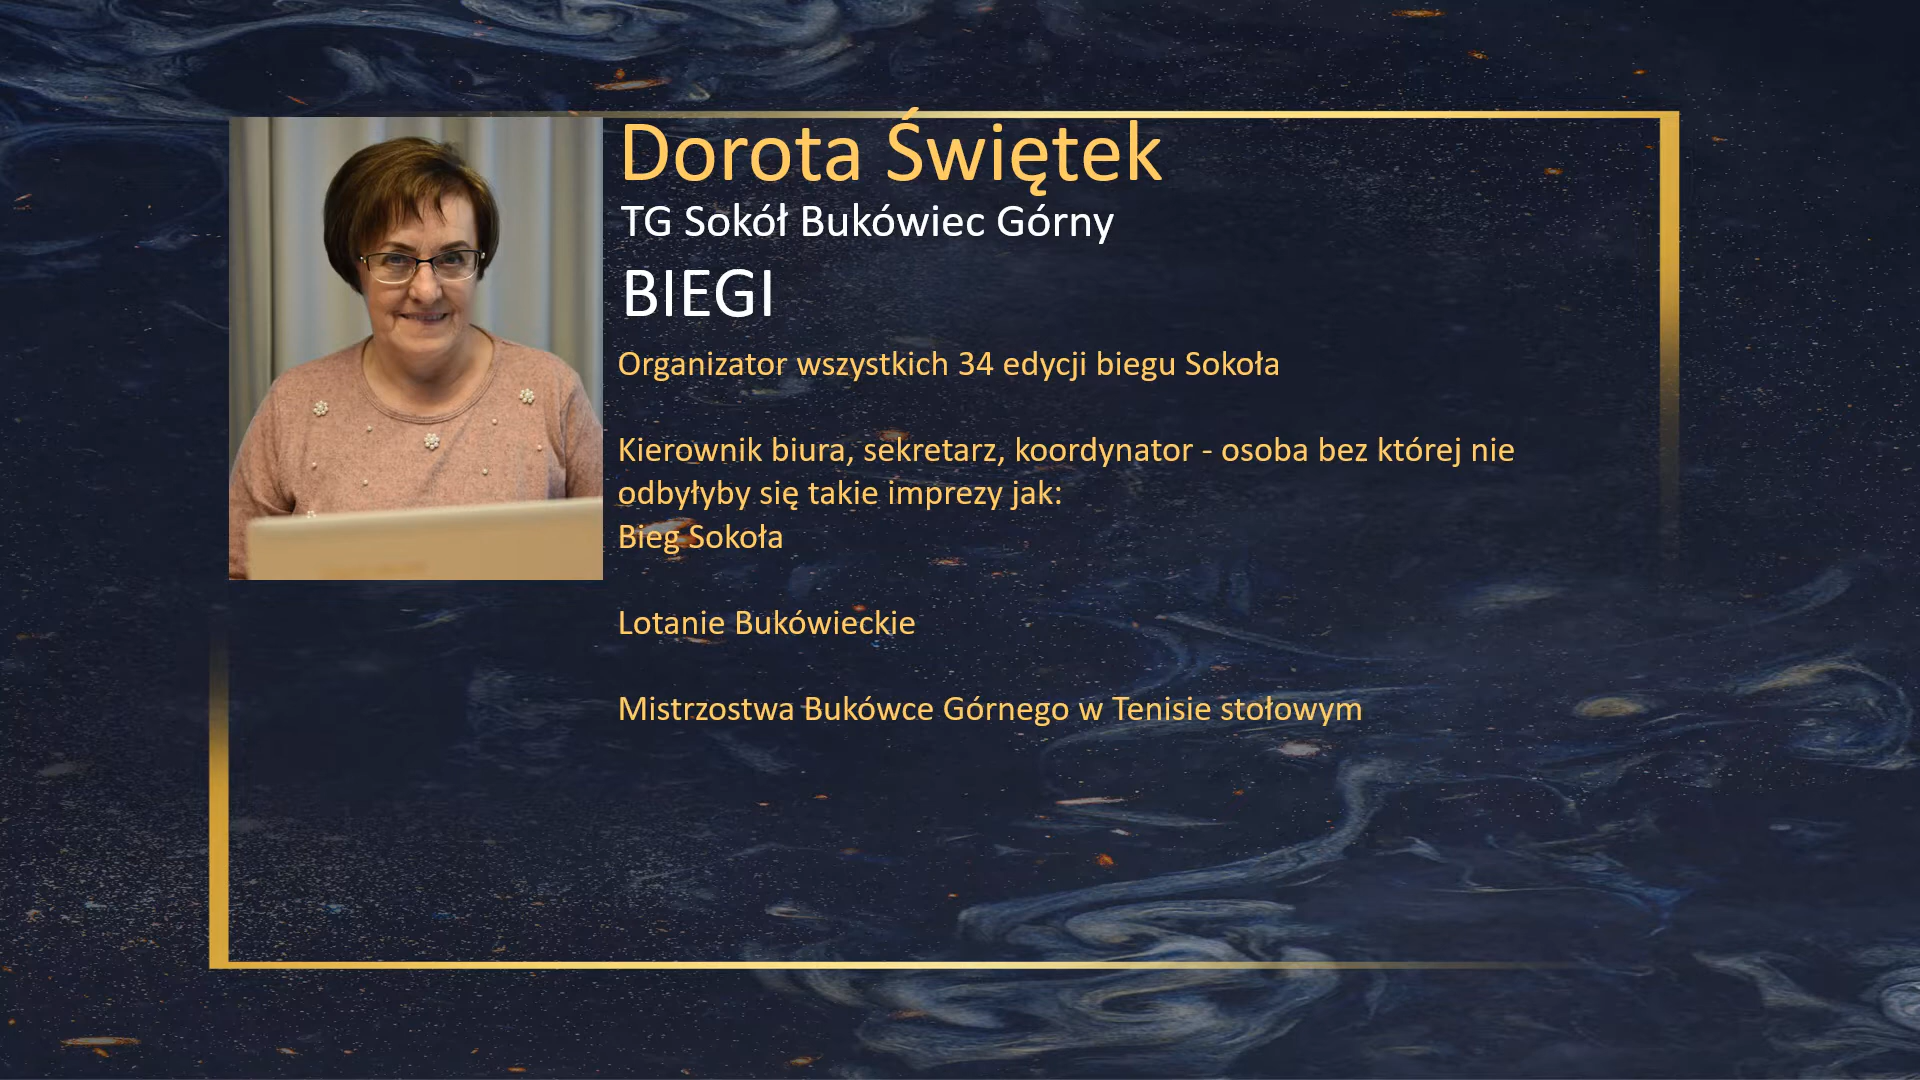 Dorota Świętek
TG Sokół Bukówiec Górny
BIEGI
Organizator wszystkich 34 edycji biegu Sokoła
Kierownik biura, sekretarz, koordynator - osoba bez której nie
odbyłyby się takie imprezy jak:
Bieg Sokoła
Lotanie Bukówieckie
Mistrzostwa Bukówce Górnego w Tenisie stołowym